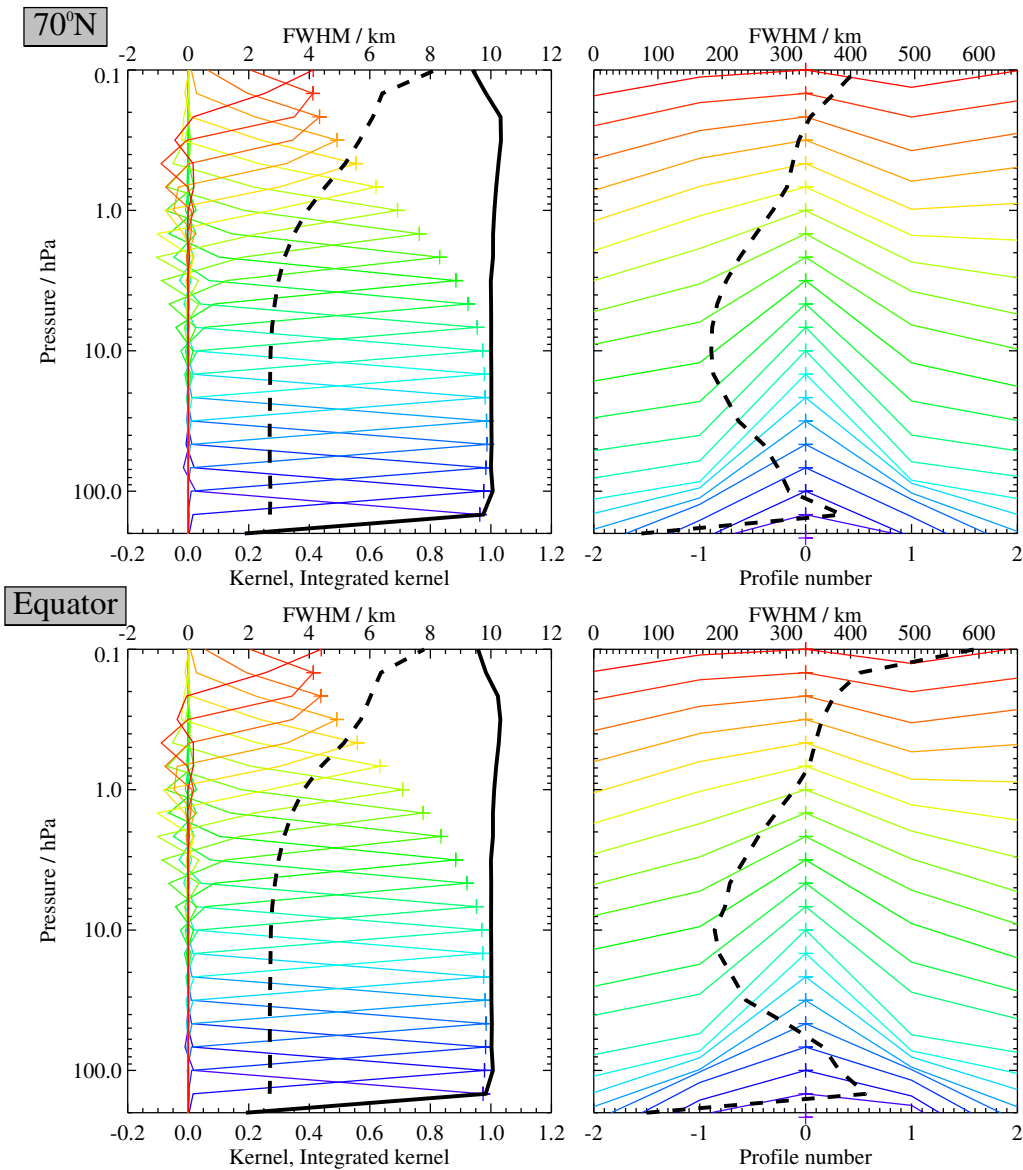 70⁰N
FWHM / km
-2 0 2 4 6 8 10 12
0.1
1.0
10.0
100.0
Pressure / hPa
-0.2 0.0 0.2 0.4 0.6 0.8 1.0 1.2
Kernel, Integrated kernel
FWHM / km
0 100 200 300 400 500 600
-2 -1 0 1 2
Profile number
Equator
FWHM / km
-2 0 2 4 6 8 10 12
0.1
1.0
10.0
100.0
Pressure / hPa
-0.2 0.0 0.2 0.4 0.6 0.8 1.0 1.2
Kernel, Integrated kernel
FWHM / km
0 100 200 300 400 500 600
-2 -1 0 1 2
Profile number